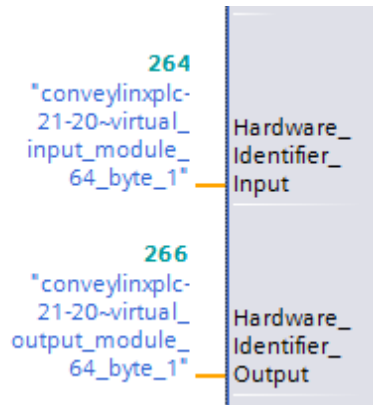 264
"conveylinxplc-
21-20~virtual_
input_module_
64_byte_1"
Hardware_
Identifier_
Input
266
"conveylinxplc-
21-20~virtual_
output_module_
64_byte_1"
Hardware_
Identifier_
Output